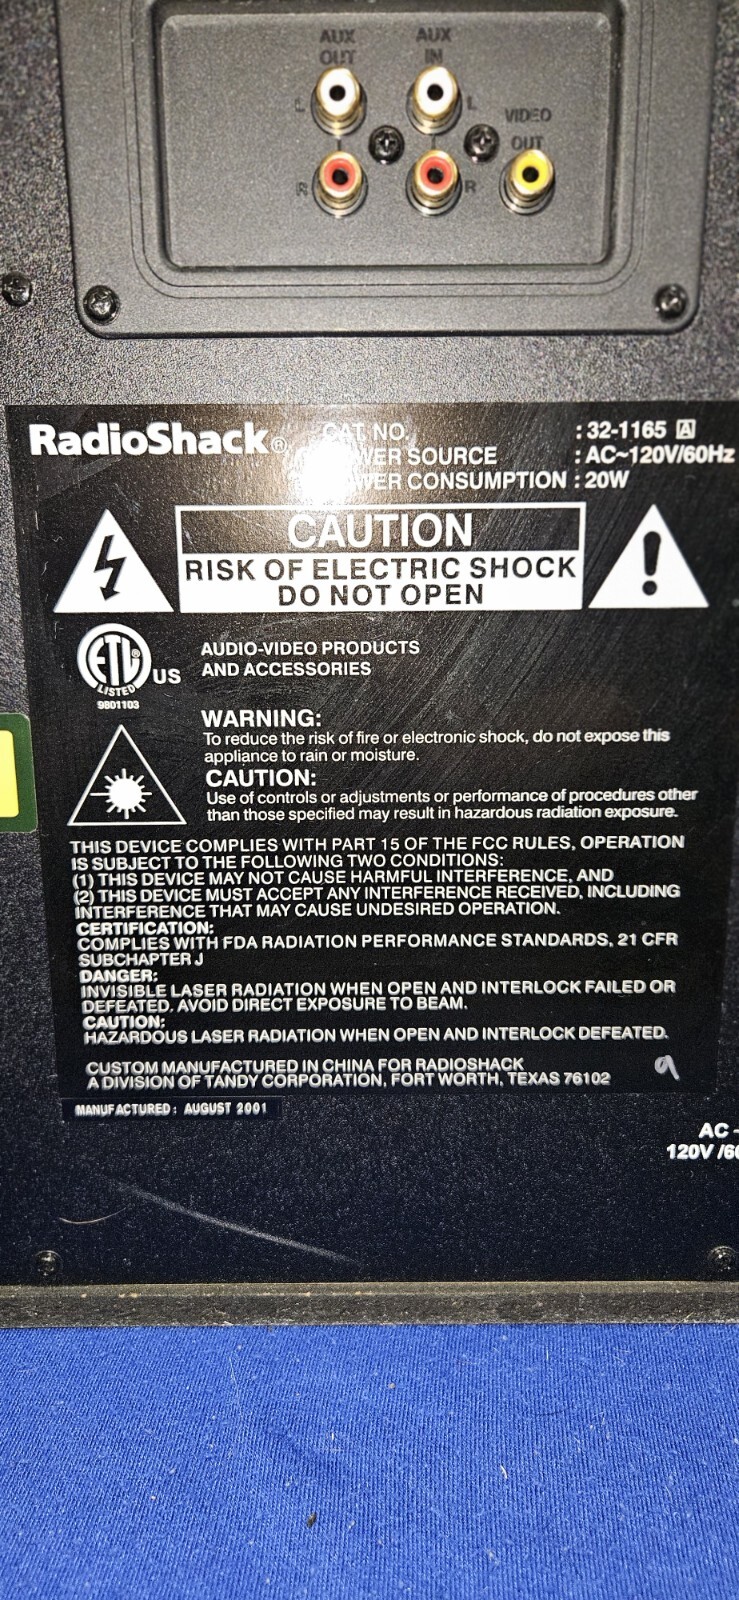 AUX OUT
AUX IN
L
L
VIDEO OUT
R
R
RadioShack®
CAT. NO. : 32-1165 A
POWER SOURCE : AC~120V/60Hz
POWER CONSUMPTION : 20W
CAUTION
RISK OF ELECTRIC SHOCK
DO NOT OPEN
ETL® LISTED US
9801103
AUDIO-VIDEO PRODUCTS
AND ACCESSORIES
WARNING:
To reduce the risk of fire or electronic shock, do not expose this
appliance to rain or moisture.
CAUTION:
Use of controls or adjustments or performance of procedures other
than those specified may result in hazardous radiation exposure.
THIS DEVICE COMPLIES WITH PART 15 OF THE FCC RULES, OPERATION
IS SUBJECT TO THE FOLLOWING TWO CONDITIONS:
(1) THIS DEVICE MAY NOT CAUSE HARMFUL INTERFERENCE, AND
(2) THIS DEVICE MUST ACCEPT ANY INTERFERENCE RECEIVED, INCLUDING
INTERFERENCE THAT MAY CAUSE UNDESIRED OPERATION.
CERTIFICATION:
COMPLIES WITH FDA RADIATION PERFORMANCE STANDARDS, 21 CFR
SUBCHAPTER J
DANGER:
INVISIBLE LASER RADIATION WHEN OPEN AND INTERLOCK FAILED OR
DEFEATED. AVOID DIRECT EXPOSURE TO BEAM.
CAUTION:
HAZARDOUS LASER RADIATION WHEN OPEN AND INTERLOCK DEFEATED.
CUSTOM MANUFACTURED IN CHINA FOR RADIOSHACK
A DIVISION OF TANDY CORPORATION, FORT WORTH, TEXAS 76102
MANUFACTURED: AUGUST 2001
AC ~
120V /60